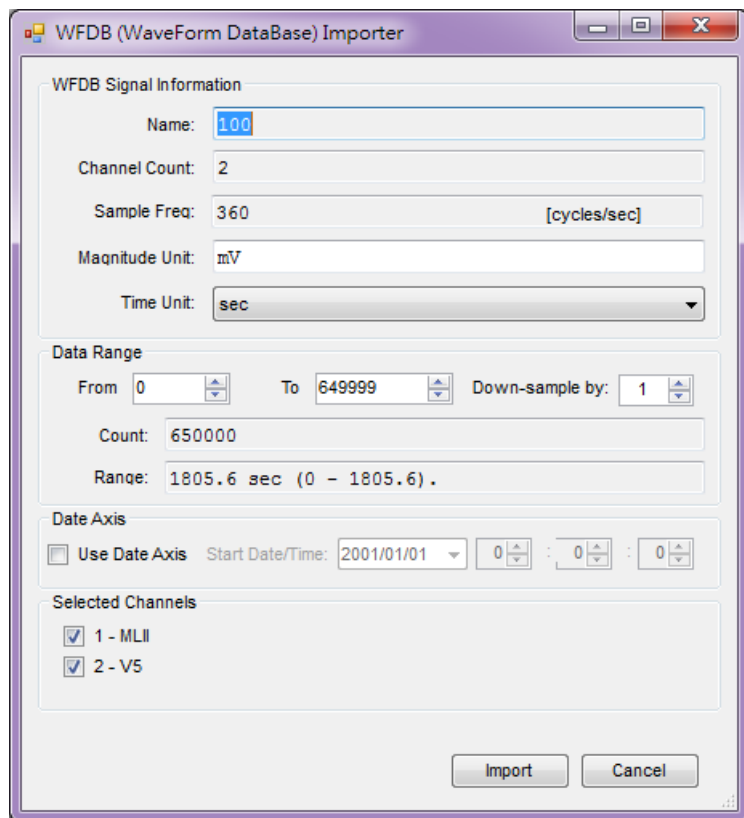 WFDB (WaveForm DataBase) Importer
WFDB Signal Information
Name: 100
Channel Count: 2
Sample Freq: 360 [cycles/sec]
Magnitude Unit: mV
Time Unit: sec
Data Range
From 0 To 649999 Down-sample by: 1
Count: 650000
Range: 1805.6 sec (0 - 1805.6).
Date Axis
Use Date Axis Start Date/Time: 2001/01/01 0 : 0 : 0
Selected Channels
1 - MLII
2 - V5
Import Cancel